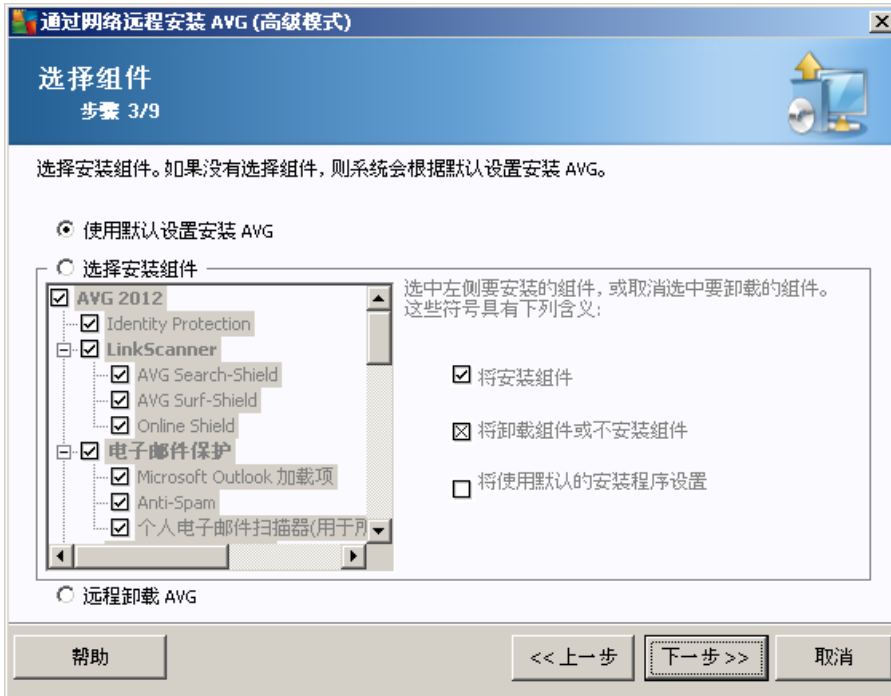 通过网络远程安装 AVG (高级模式)
选择组件
步骤 3/9
选择安装组件。如果没有选择组件，则系统会根据默认设置安装 AVG。
使用默认设置安装 AVG
选择安装组件
AVG 2012
Identity Protection
LinkScanner
AVG Search-Shield
AVG Surf-Shield
Online Shield
电子邮件保护
Microsoft Outlook 加载项
Anti-Spam
个人电子邮件扫描器(用于
选中左侧要安装的组件，或取消选中要卸载的组件。
这些符号具有下列含义:
将安装组件
将卸载组件或不安装组件
将使用默认的安装程序设置
远程卸载 AVG
帮助
<< 上一步
下一步 >>
取消